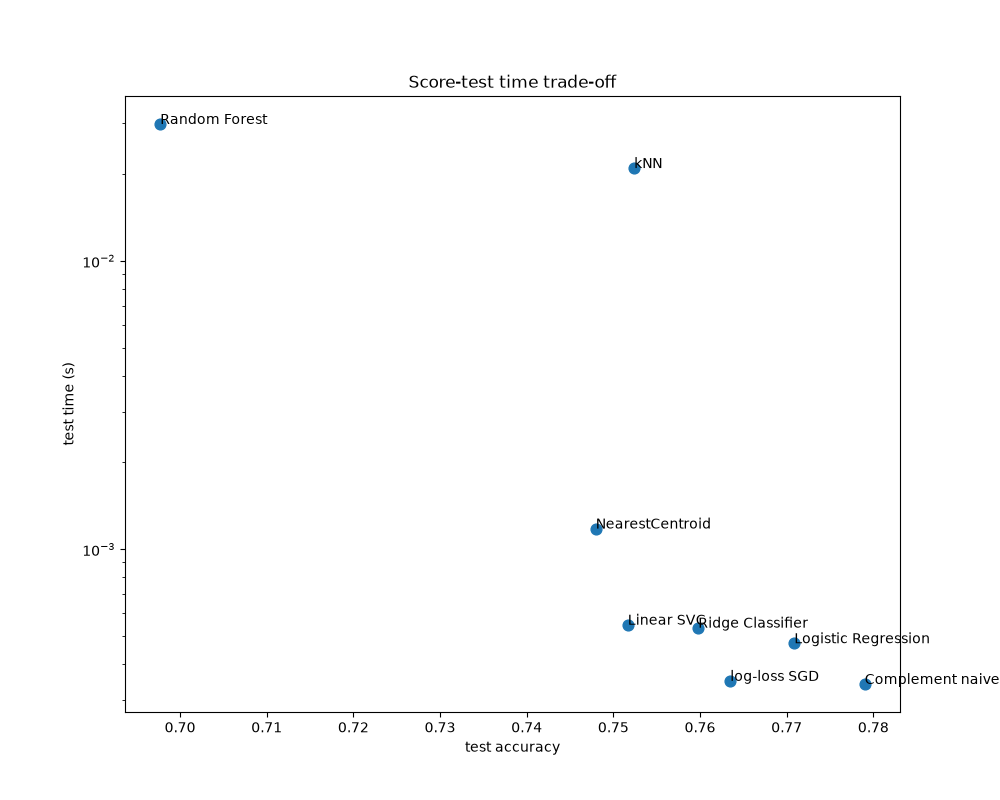 Score-test time trade-off
Random Forest
kNN
10⁻²
test time (s)
NearestCentroid
10⁻³
Linear SVC
Ridge Classifier
Logistic Regression
log-loss SGD
Complement naive
0.70 0.71 0.72 0.73 0.74 0.75 0.76 0.77 0.78
test accuracy